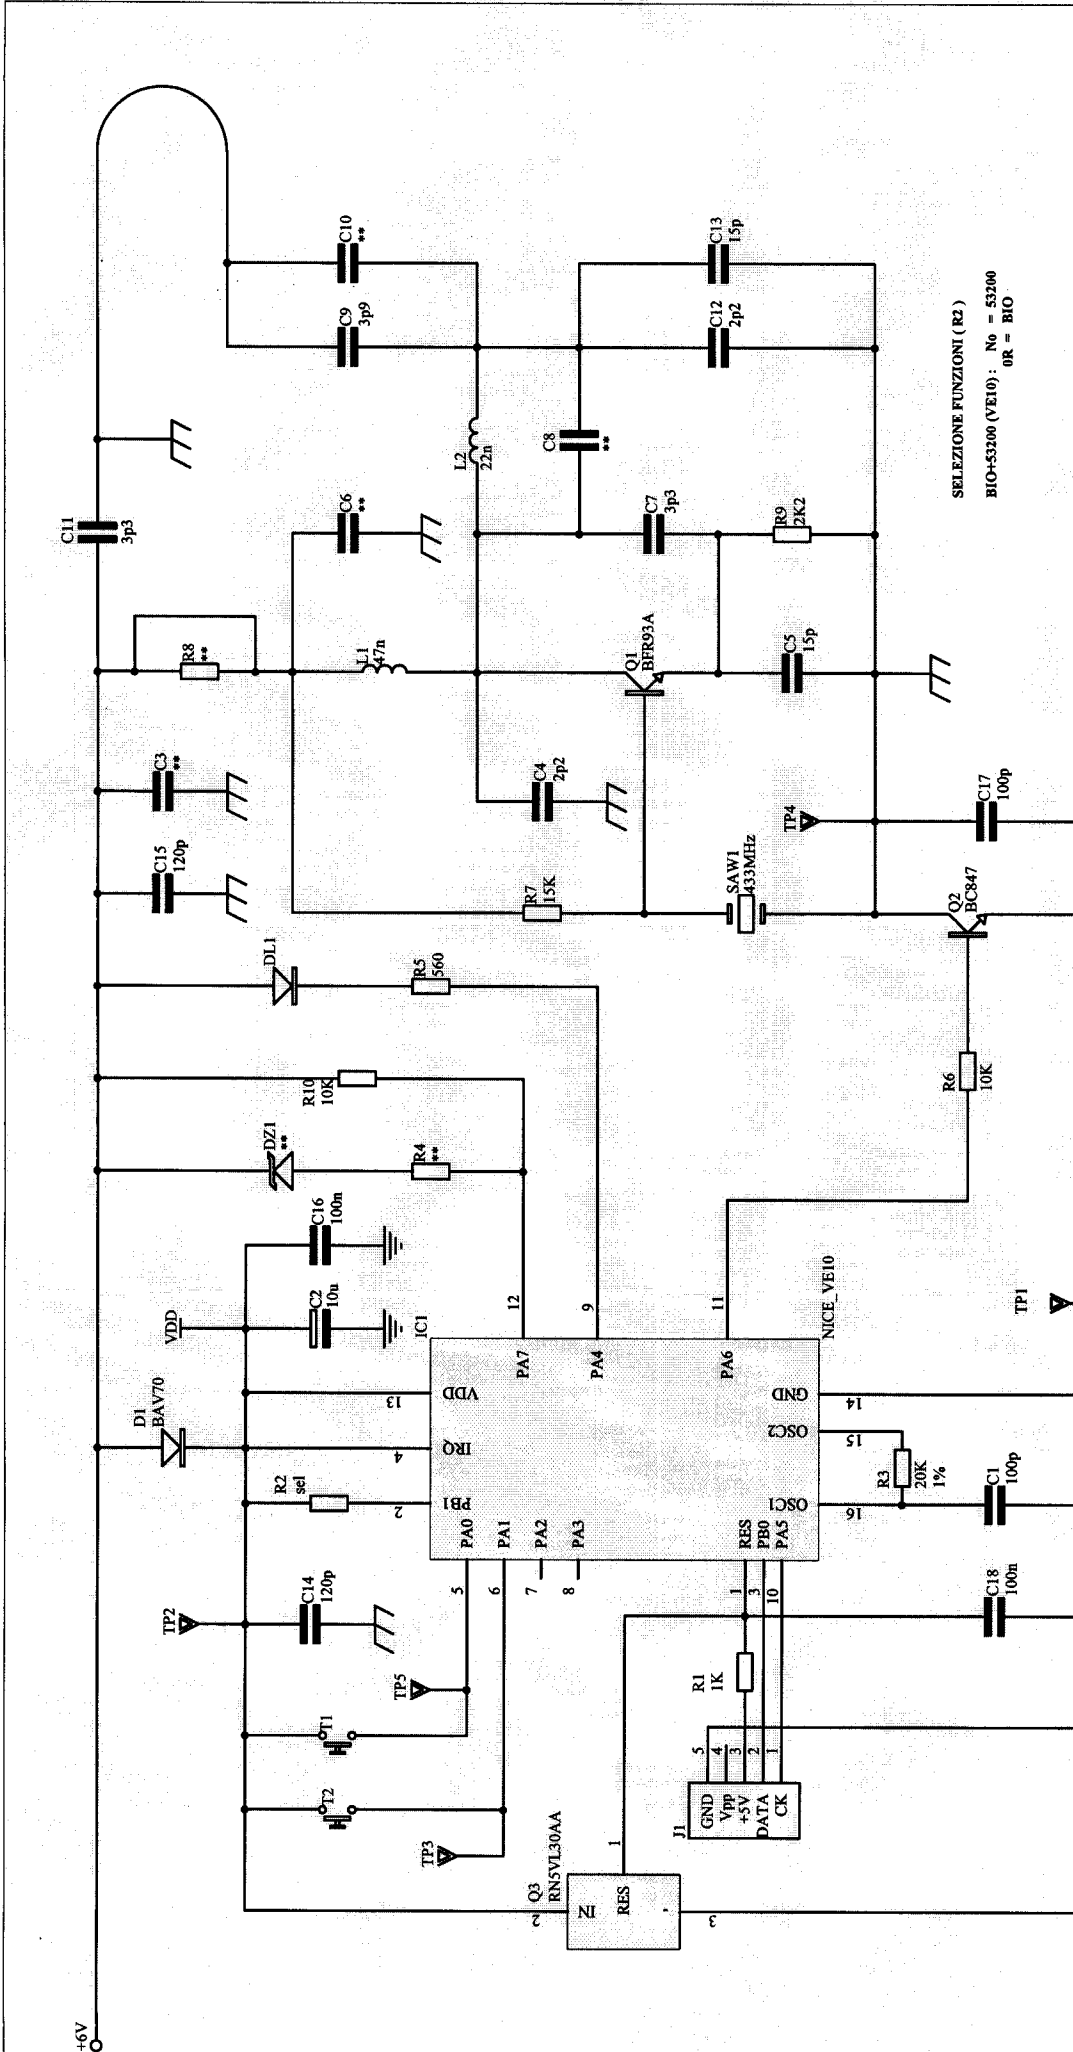 +6V
C11
3p3
C10
**
C9
3p9
C13
15p
C12
2p2
L2
22n
C8
**
C6
**
C7
3p3
R9
2K2
SELEZIONE FUNZIONI ( R2 )
BIO+53200 (VE10) : No = 53200
0R = BIO
R8
**
L1
47n
Q1
BFR93A
C5
15p
C3
**
C4
2p2
TP4
C17
100p
C15
120p
R7
15K
SAW1
433MHz
Q2
BC847
DL1
R5
560
R10
10K
R6
10K
DZ1
**
R4
**
C16
100n
VDD
C2
10u
IC1
12
9
11
NICE_VE10
TP1
PA7
PA4
PA6
D1
BAV70
13
VDD
GND
14
4
IRQ
OSC2
15
R2
sel
2
PB1
OSC1
16
R3
20K
1%
C1
100p
PA0
PA1
PA2
PA3
RES
PB0
PA5
5
6
7
8
1
3
10
TP2
C14
120p
C18
100n
TP5
R1
1K
T1
T2
TP3
5
4
3
2
1
J1
GND
Vpp
+5V
DATA
CK
Q3
RN5VL30AA
2
IN
RES
-
1
3